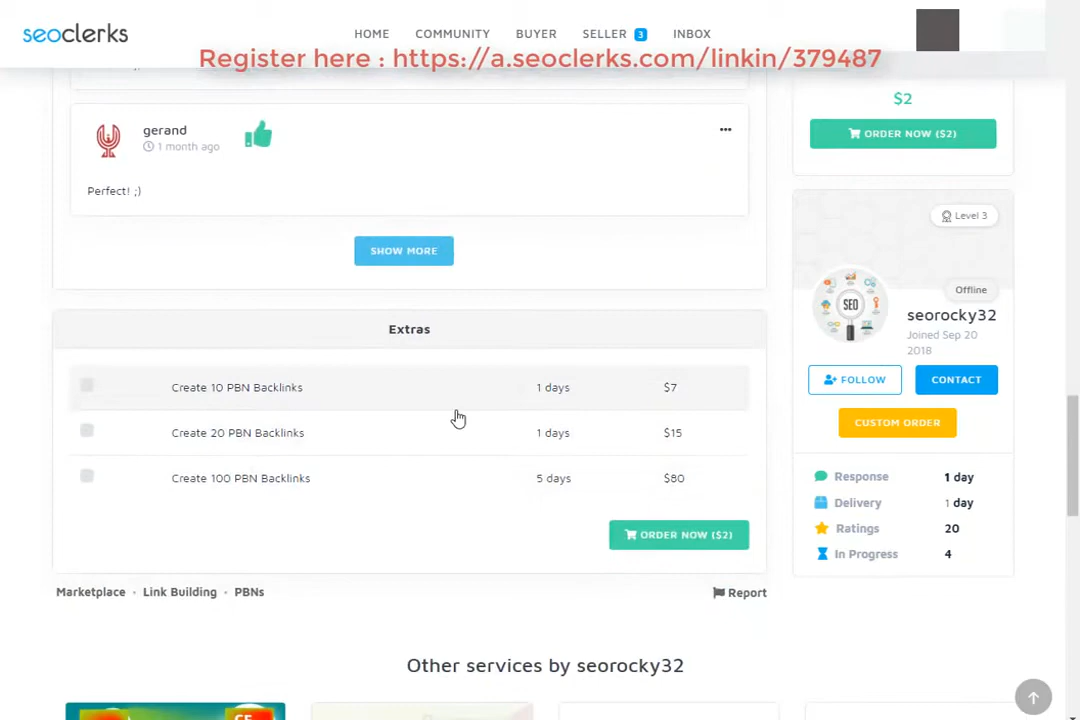 seoclerks
HOME
COMMUNITY
BUYER
SELLER 3
INBOX
Register here : https://a.seoclerks.com/linkin/379487
gerand
1 month ago
Perfect! ;)
SHOW MORE
Extras
Create 10 PBN Backlinks 1 days $7
Create 20 PBN Backlinks 1 days $15
Create 100 PBN Backlinks 5 days $80
ORDER NOW ($2)
Marketplace · Link Building · PBNs
Report
$2
ORDER NOW ($2)
Level 3
SEO
Offline
seorocky32
Joined Sep 20
2018
FOLLOW
CONTACT
CUSTOM ORDER
Response 1 day
Delivery 1 day
Ratings 20
In Progress 4
Other services by seorocky32